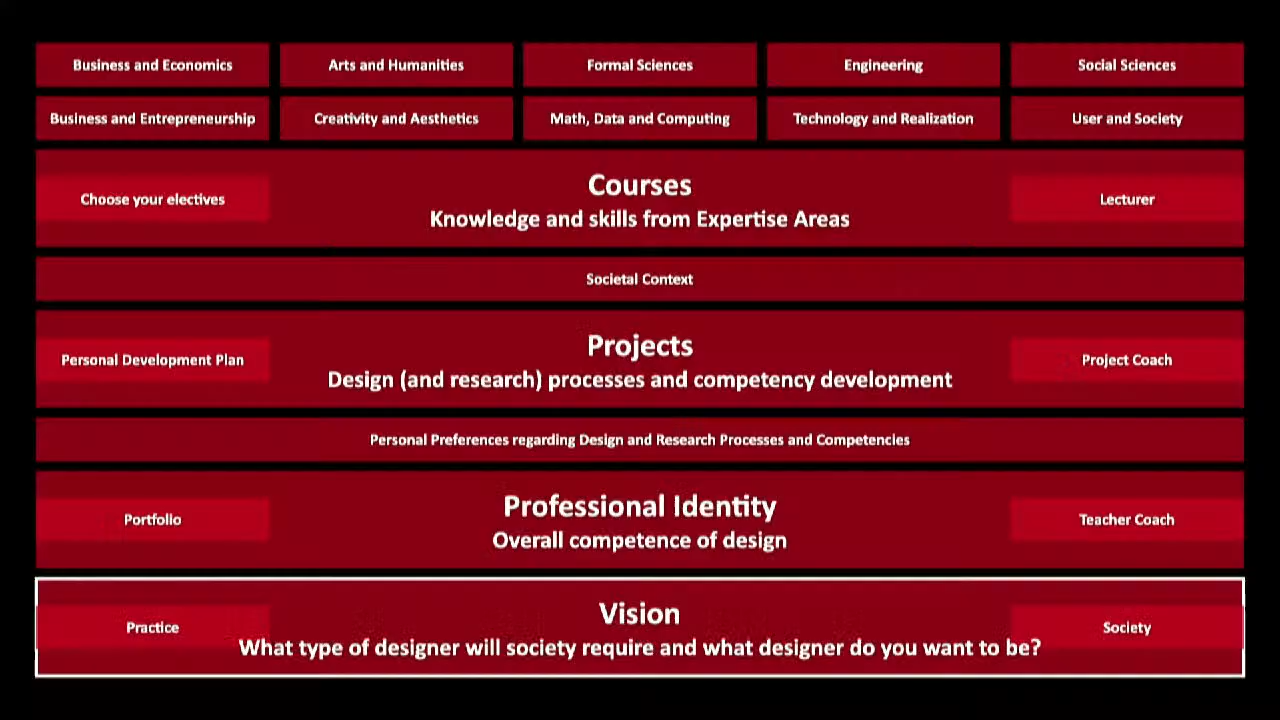 Business and Economics
Arts and Humanities
Formal Sciences
Engineering
Social Sciences
Business and Entrepreneurship
Creativity and Aesthetics
Math, Data and Computing
Technology and Realization
User and Society
Choose your electives
Courses
Knowledge and skills from Expertise Areas
Lecturer
Societal Context
Personal Development Plan
Projects
Design (and research) processes and competency development
Project Coach
Personal Preferences regarding Design and Research Processes and Competencies
Portfolio
Professional Identity
Overall competence of design
Teacher Coach
Practice
Vision
What type of designer will society require and what designer do you want to be?
Society